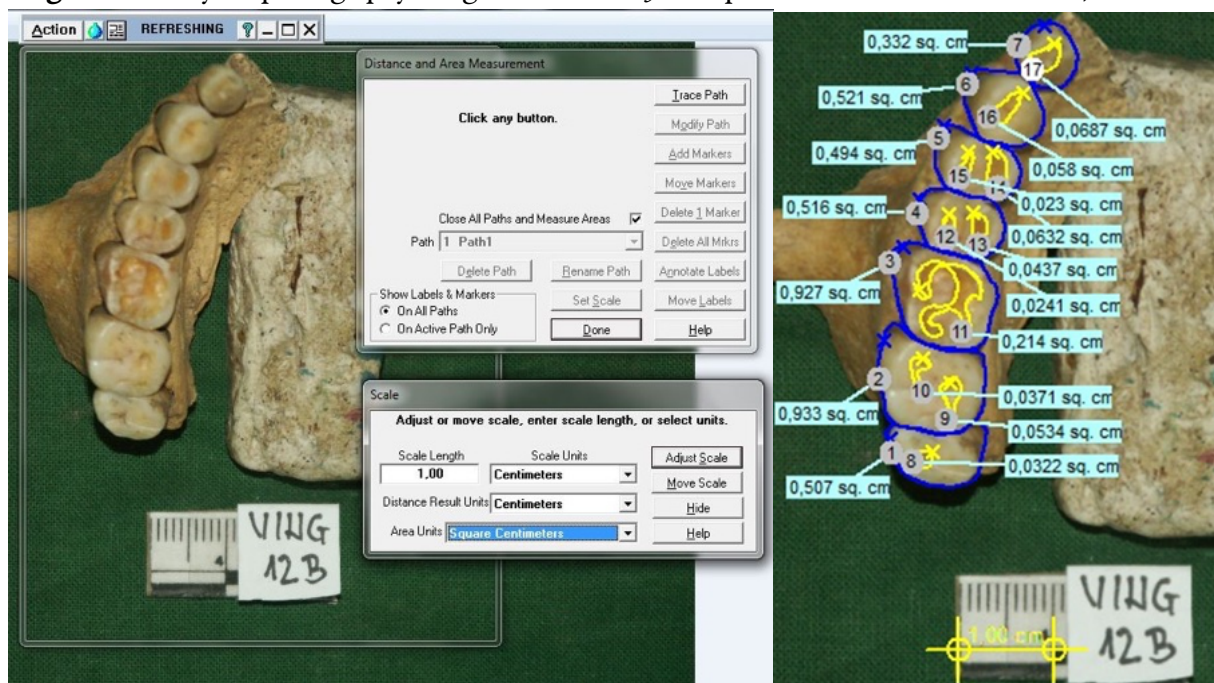 Action REFRESHING ?
Distance and Area Measurement
Click any button.
Trace Path
Modify Path
Add Markers
Move Markers
Close All Paths and Measure Areas
Delete 1 Marker
Path 1 Path1
Delete All Mrkrs
Delete Path Rename Path Annotate Labels
Show Labels & Markers
On All Paths
On Active Path Only
Set Scale Move Labels
Done Help
Scale
Adjust or move scale, enter scale length, or select units.
Scale Length Scale Units
1,00 Centimeters
Adjust Scale
Move Scale
Distance Result Units Centimeters
Hide
Area Units Square Centimeters
Help
4
VING
12B
0,332 sq. cm
7
17
6
0,521 sq. cm
16
0,0687 sq. cm
5
0,494 sq. cm
0,058 sq. cm
15
14
0,023 sq. cm
0,516 sq. cm
4
12
13
0,0632 sq. cm
3
0,0437 sq. cm
0,927 sq. cm
0,0241 sq. cm
11
0,214 sq. cm
2
10
0,0371 sq. cm
0,933 sq. cm
9
0,0534 sq. cm
1
8
0,0322 sq. cm
0,507 sq. cm
1.00 cm
VING
12B